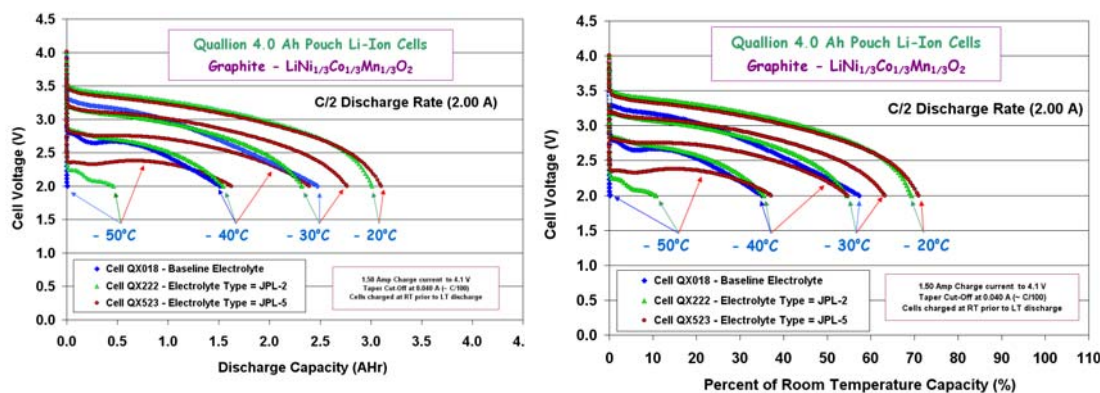 4.5
4.0
3.5
3.0
2.5
2.0
1.5
1.0
0.5
0.0
Cell Voltage (V)
Quallion 4.0 Ah Pouch Li-Ion Cells
Graphite - LiNi1/3Co1/3Mn1/3O2
C/2 Discharge Rate (2.00 A)
- 50°C
- 40°C
- 30°C
- 20°C
Cell QX018 - Baseline Electrolyte
Cell QX222 - Electrolyte Type = JPL-2
Cell QX523 - Electrolyte Type = JPL-5
1.50 Amp Charge current to 4.1 V
Taper Cut-Off at 0.040 A (~ C/100)
Cells charged at RT prior to LT discharge
0.0 0.5 1.0 1.5 2.0 2.5 3.0 3.5 4.0 4.
Discharge Capacity (AHr)
4.5
4.0
3.5
3.0
2.5
2.0
1.5
1.0
0.5
0.0
Cell Voltage (V)
Quallion 4.0 Ah Pouch Li-Ion Cells
Graphite - LiNi1/3Co1/3Mn1/3O2
C/2 Discharge Rate (2.00 A)
- 50°C
- 40°C
- 30°C
- 20°C
Cell QX018 - Baseline Electrolyte
Cell QX222 - Electrolyte Type = JPL-2
Cell QX523 - Electrolyte Type = JPL-5
1.50 Amp Charge current to 4.1 V
Taper Cut-Off at 0.040 A (~ C/100)
Cells charged at RT prior to LT discharge
0 10 20 30 40 50 60 70 80 90 100 110
Percent of Room Temperature Capacity (%)